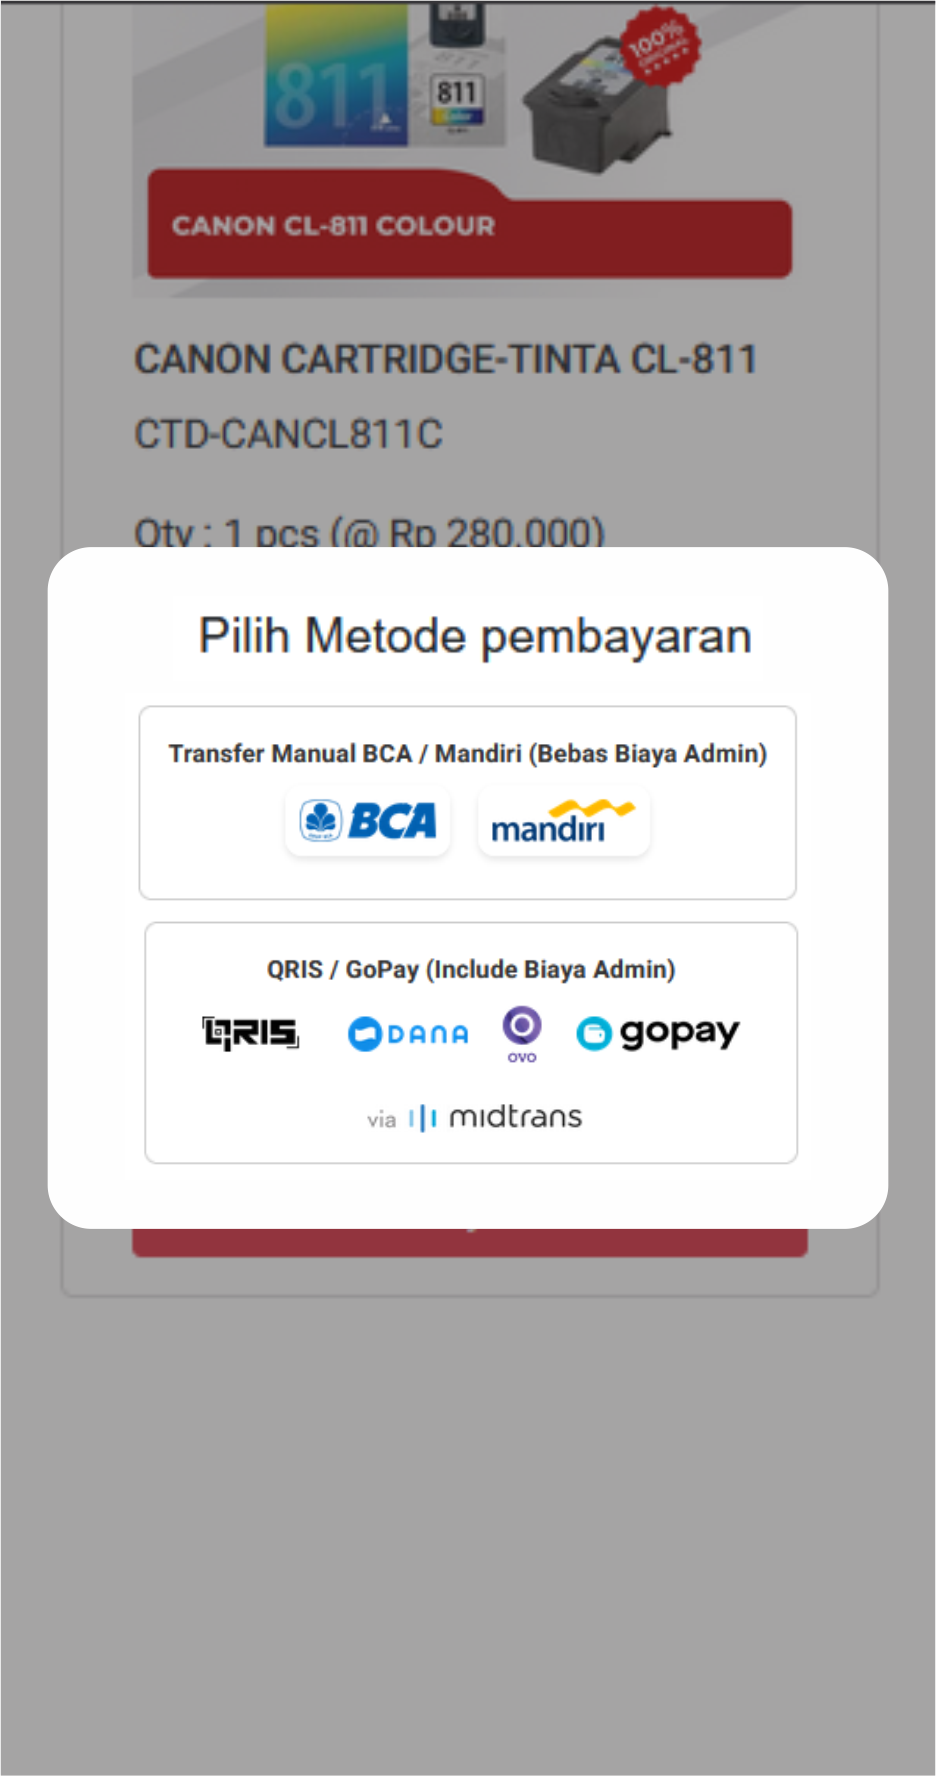 811
811
811
Color
100%
ORIGINAL
CANON CL-811 COLOUR
CANON CARTRIDGE-TINTA CL-811
CTD-CANCL811C
Qty : 1 pcs (@ Rp 280.000)
Pilih Metode pembayaran
Transfer Manual BCA / Mandiri (Bebas Biaya Admin)
BCA mandiri
QRIS / GoPay (Include Biaya Admin)
QRIS DANA OVO gopay
via midtrans